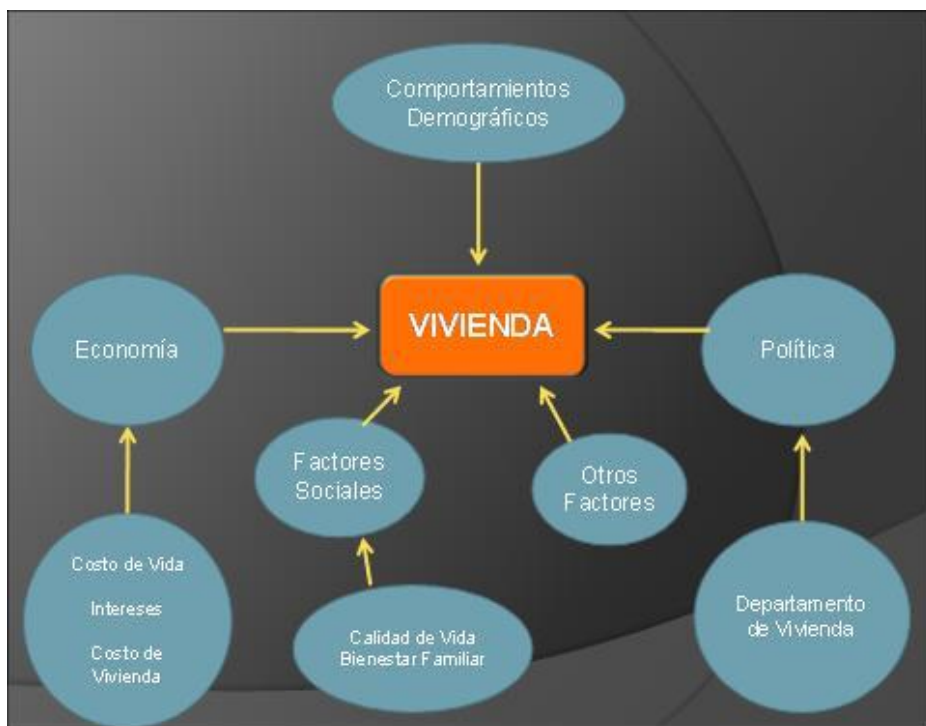 Comportamientos
Demográficos
VIVIENDA
Economía
Política
Factores
Sociales
Otros
Factores
Costo de Vida
Intereses
Costo de
Vivienda
Calidad de Vida
Bienestar Familiar
Departamento
de Vivienda